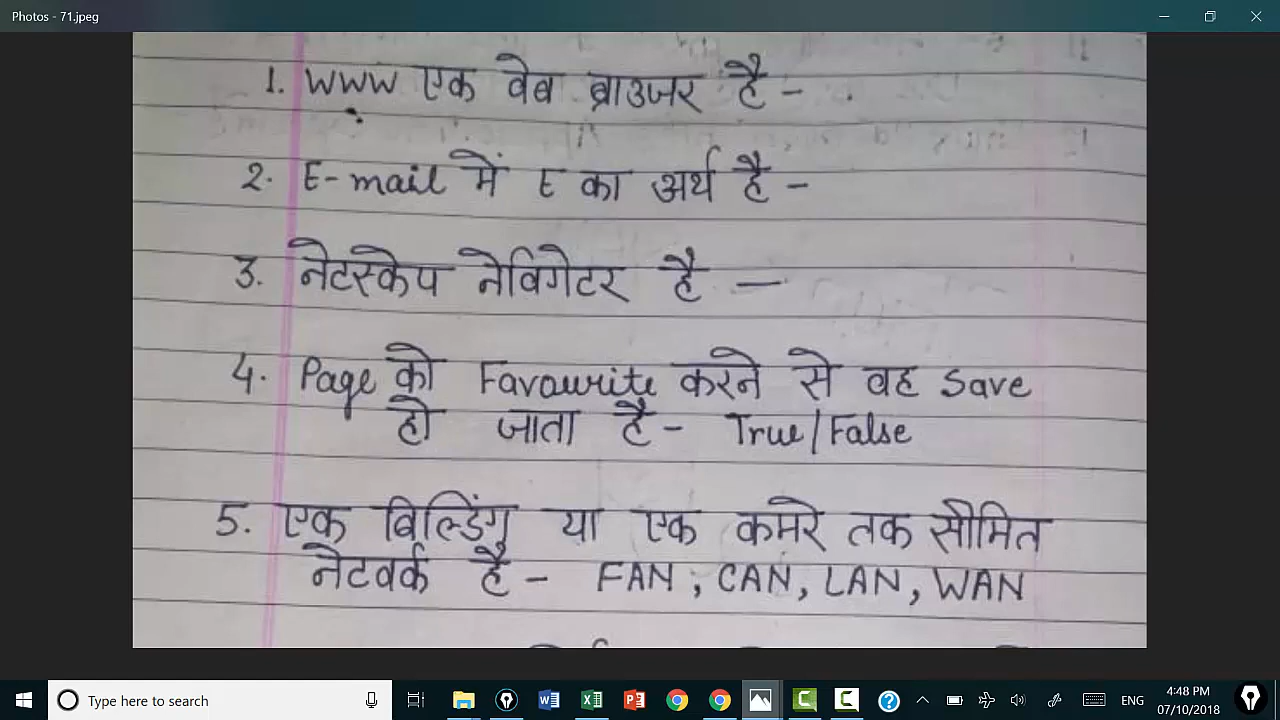 Photos - 71.jpeg
1. WWW एक वेब ब्राउजर है -
2. E-mail में E का अर्थ है -
3. नेटस्केप नेविगेटर है —
4. Page को Favourite करने से वह save
हो जाता है - True/False
5. एक बिल्डिंग या एक कमरे तक सीमित
नेटवर्क है - FAN, CAN, LAN, WAN
Type here to search
ENG
4:48 PM
07/10/2018